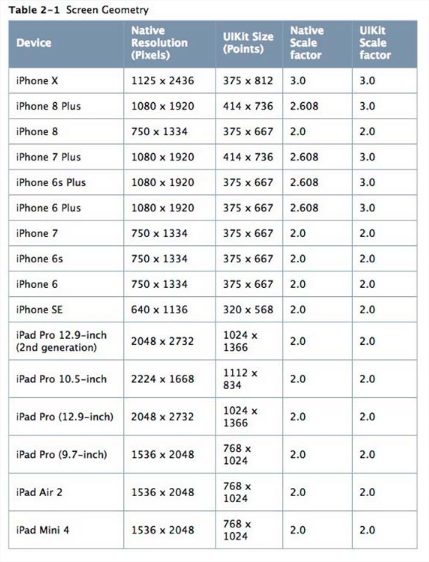 Table 2-1 Screen Geometry
Device | Native Resolution (Pixels) | UIKit Size (Points) | Native Scale factor | UIKit Scale factor
iPhone X | 1125 x 2436 | 375 x 812 | 3.0 | 3.0
iPhone 8 Plus | 1080 x 1920 | 414 x 736 | 2.608 | 3.0
iPhone 8 | 750 x 1334 | 375 x 667 | 2.0 | 2.0
iPhone 7 Plus | 1080 x 1920 | 414 x 736 | 2.608 | 3.0
iPhone 6s Plus | 1080 x 1920 | 375 x 667 | 2.608 | 3.0
iPhone 6 Plus | 1080 x 1920 | 375 x 667 | 2.608 | 3.0
iPhone 7 | 750 x 1334 | 375 x 667 | 2.0 | 2.0
iPhone 6s | 750 x 1334 | 375 x 667 | 2.0 | 2.0
iPhone 6 | 750 x 1334 | 375 x 667 | 2.0 | 2.0
iPhone SE | 640 x 1136 | 320 x 568 | 2.0 | 2.0
iPad Pro 12.9-inch (2nd generation) | 2048 x 2732 | 1024 x 1366 | 2.0 | 2.0
iPad Pro 10.5-inch | 2224 x 1668 | 1112 x 834 | 2.0 | 2.0
iPad Pro (12.9-inch) | 2048 x 2732 | 1024 x 1366 | 2.0 | 2.0
iPad Pro (9.7-inch) | 1536 x 2048 | 768 x 1024 | 2.0 | 2.0
iPad Air 2 | 1536 x 2048 | 768 x 1024 | 2.0 | 2.0
iPad Mini 4 | 1536 x 2048 | 768 x 1024 | 2.0 | 2.0